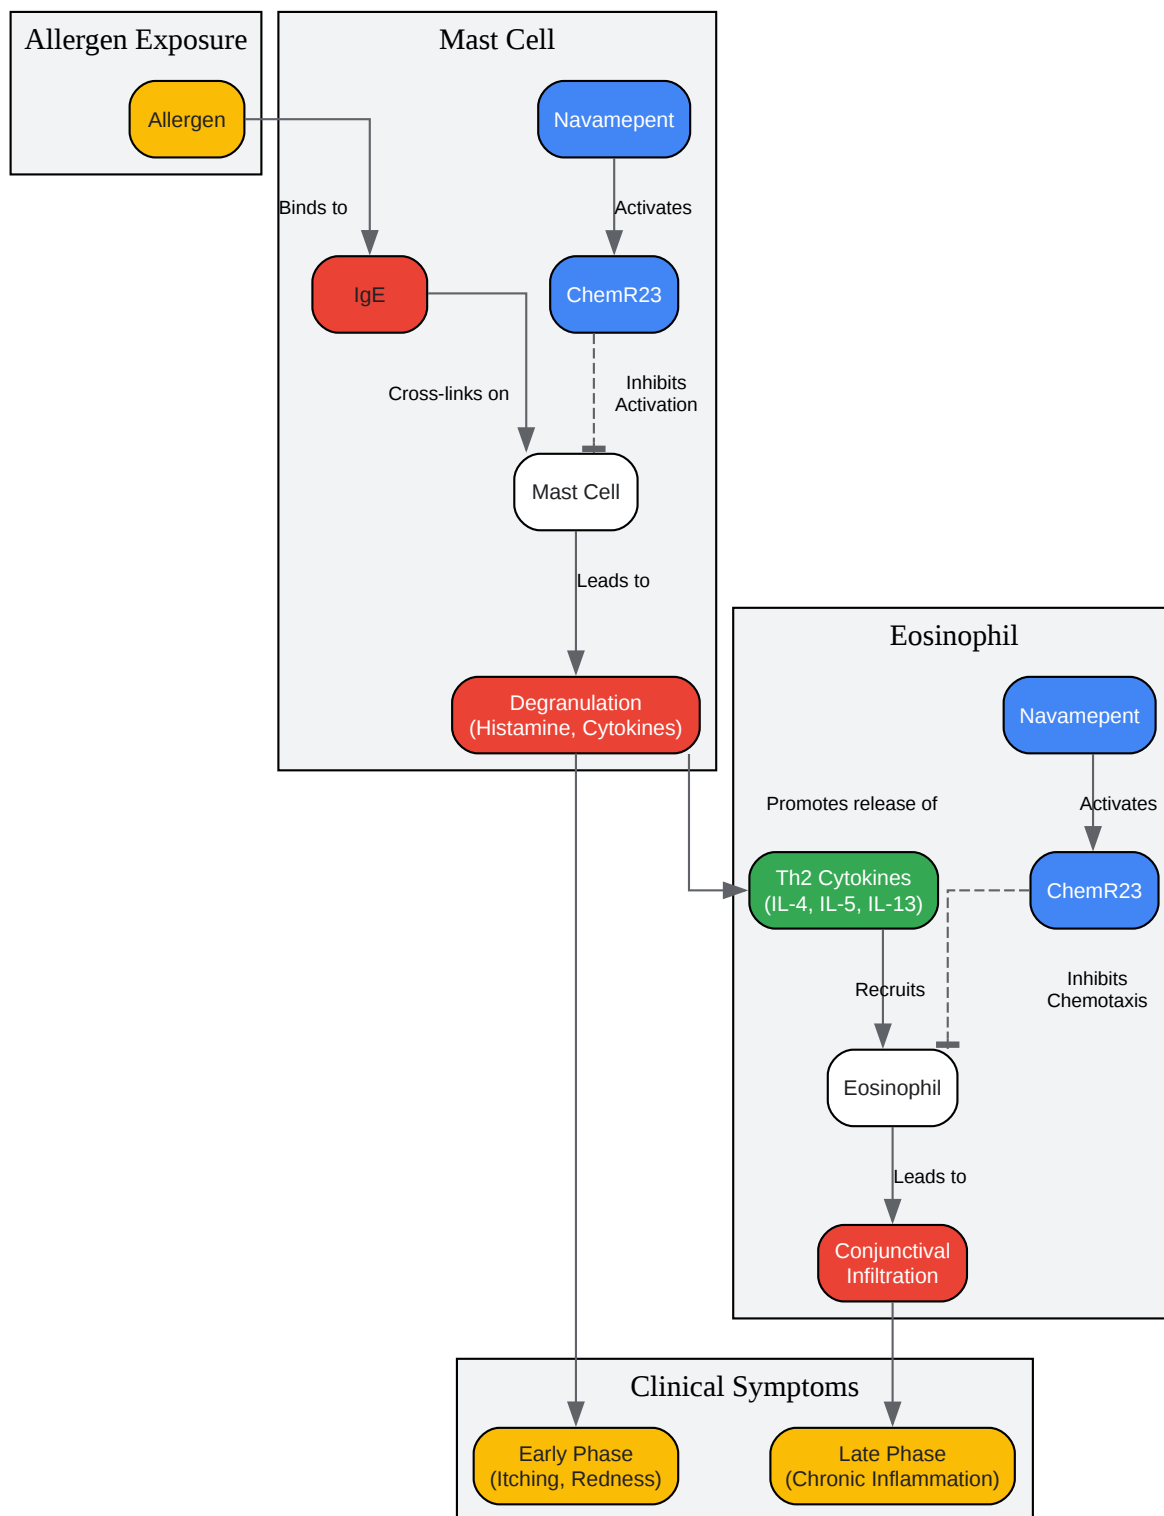 Allergen Exposure
Mast Cell
Allergen
Navamepent
Binds to
Activates
IgE
ChemR23
Cross-links on
Inhibits
Activation
Mast Cell
Leads to
Degranulation
(Histamine, Cytokines)
Eosinophil
Navamepent
Promotes release of
Activates
Th2 Cytokines
(IL-4, IL-5, IL-13)
ChemR23
Recruits
Inhibits
Chemotaxis
Eosinophil
Leads to
Conjunctival
Infiltration
Clinical Symptoms
Early Phase
(Itching, Redness)
Late Phase
(Chronic Inflammation)